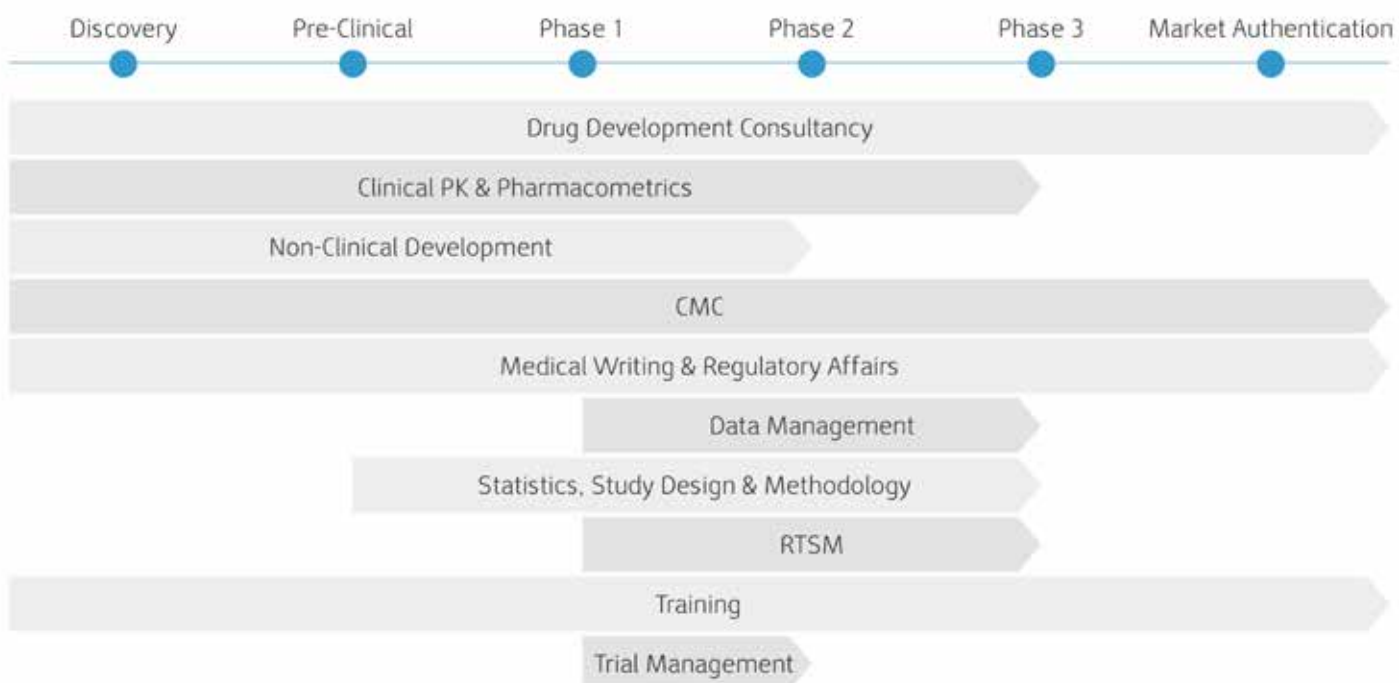 Discovery Pre-Clinical Phase 1 Phase 2 Phase 3 Market Authentication
Drug Development Consultancy
Clinical PK & Pharmacometrics
Non-Clinical Development
CMC
Medical Writing & Regulatory Affairs
Data Management
Statistics, Study Design & Methodology
RTSM
Training
Trial Management